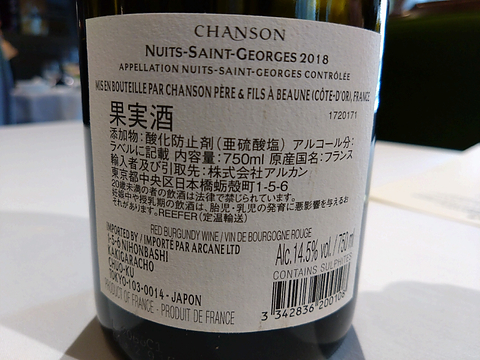 CHANSON
NUITS-SAINT-GEORGES 2018
APPELLATION NUITS-SAINT-GEORGES CONTRÔLÉE
MIS EN BOUTEILLE PAR CHANSON PÈRE & FILS À BEAUNE (CÔTE-D'OR), FRANCE
1720171
果実酒
添加物: 酸化防止剤 (亜硫酸塩) アルコール分:
ラベルに記載 内容量: 750ml 原産国名: フランス
輸入者及び引取先: 株式会社アルカン
東京都中央区日本橋蛎殻町1-5-6
20歳未満の者の飲酒は法律で禁じられています。
妊娠中や授乳期の飲酒は、胎児・乳児の発育に悪影響を与えるお
それがあります。REEFER (定温輸送)
RED BURGUNDY WINE / VIN DE BOURGOGNE ROUGE
IMPORTED BY / IMPORTÉ PAR ARCANE LTD
1-5-6 NIHONBASHI
KAKIGARACHO
CHUO-KU
TOKYO-103-0014 - JAPON
PRODUCT OF FRANCE - PRODUIT DE FRANCE
Alc. 14.5% vol. / 750 ml
CONTAINS SULPHITES
3 342836 200108